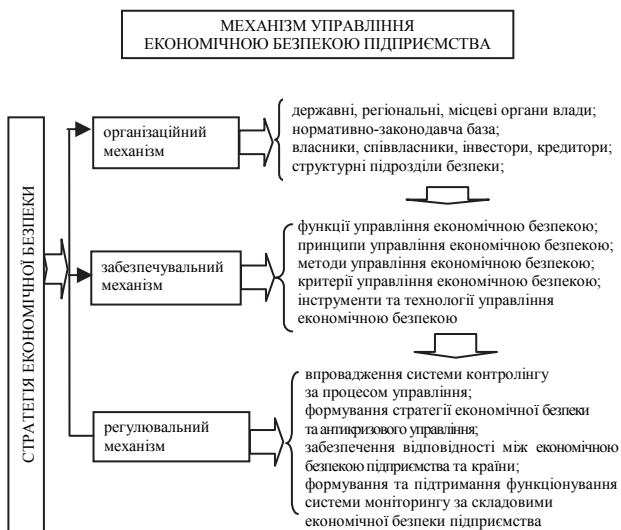 МЕХАНІЗМ УПРАВЛІННЯ
ЕКОНОМІЧНОЮ БЕЗПЕКОЮ ПІДПРИЄМСТВА
СТРАТЕГІЯ ЕКОНОМІЧНОЇ БЕЗПЕКИ
організаційний
механізм
державні, регіональні, місцеві органи влади;
нормативно-законодавча база;
власники, співвласники, інвестори, кредитори;
структурні підрозділи безпеки;
забезпечувальний
механізм
функції управління економічною безпекою;
принципи управління економічною безпекою;
методи управління економічною безпекою;
критерії управління економічною безпекою;
інструменти та технології управління
економічною безпекою
регулювальний
механізм
впровадження системи контролінгу
за процесом управління;
формування стратегії економічної безпеки
та антикризового управління;
забезпечення відповідності між економічною
безпекою підприємства та країни;
формування та підтримання функціонування
системи моніторингу за складовими
економічної безпеки підприємства